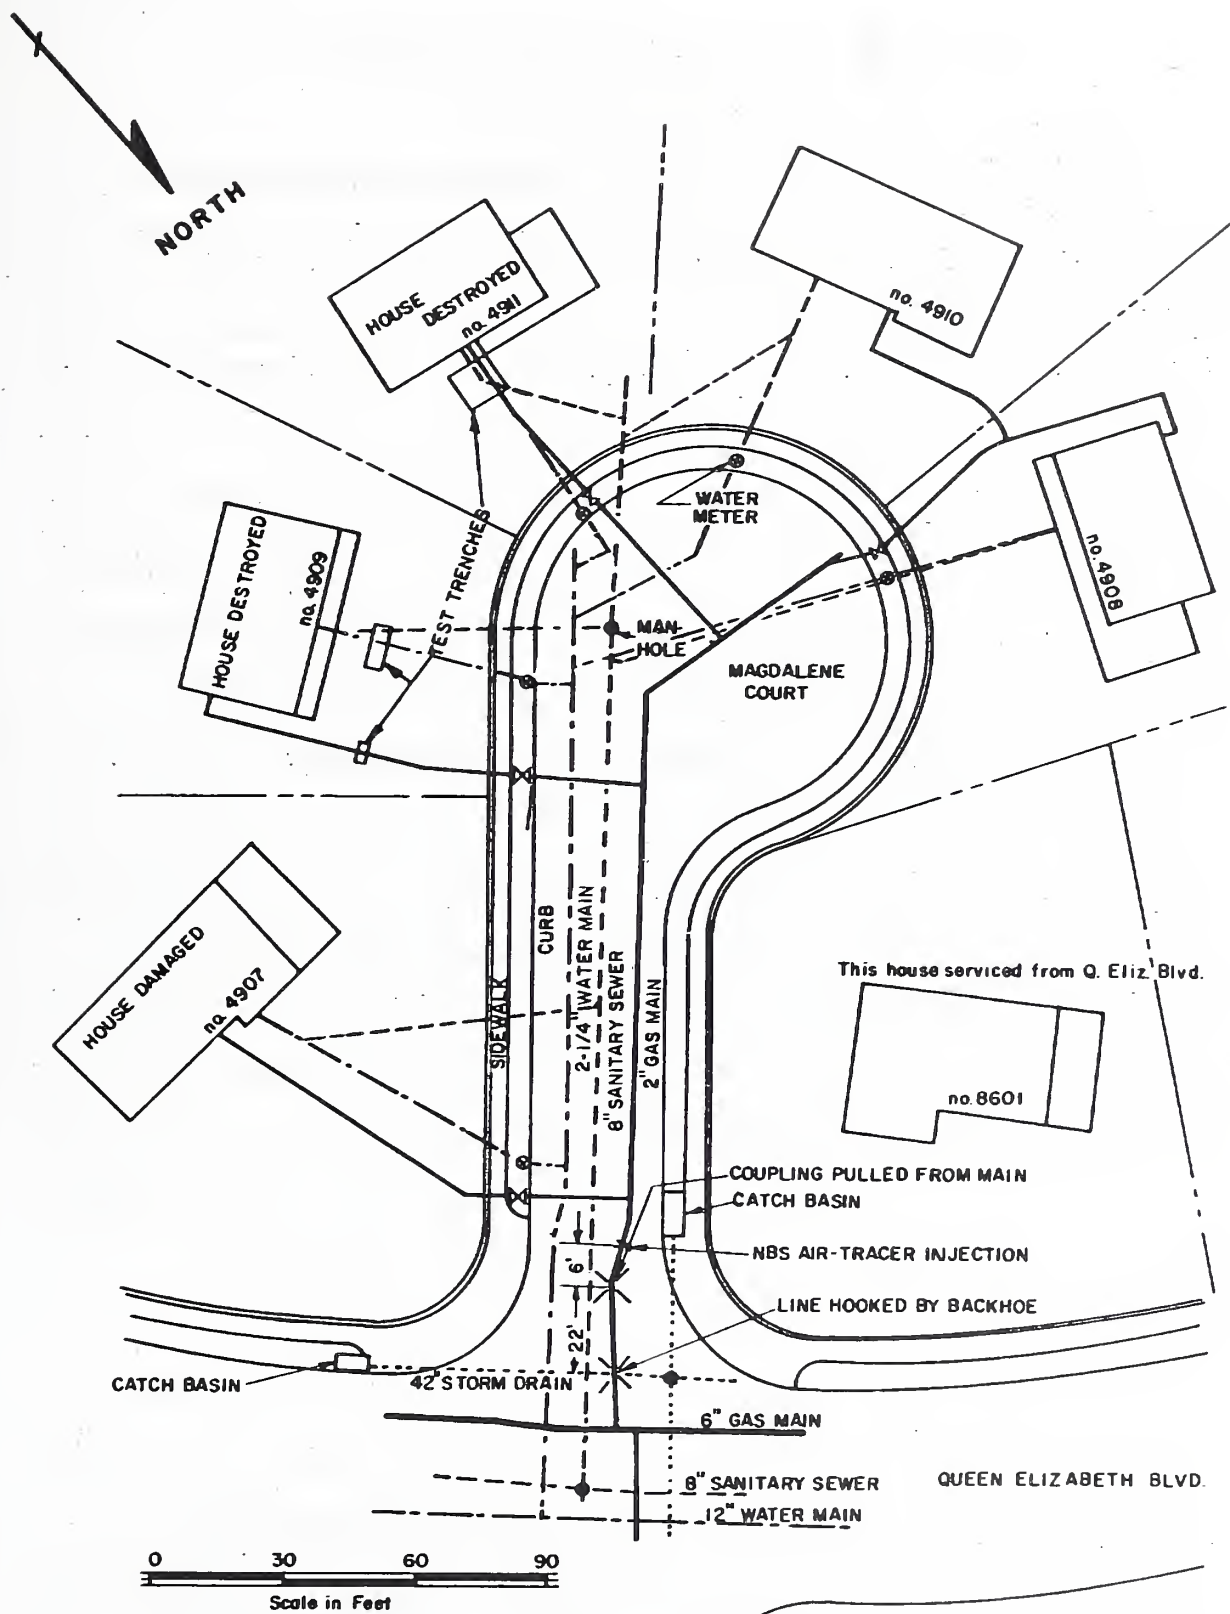 NORTH
HOUSE
DESTROYED
no. 4911
no. 4910
WATER
METER
no. 4908
HOUSE DESTROYED
no. 4909
TEST TRENCHES
MAN-
HOLE
MAGDALENE
COURT
HOUSE DAMAGED
no. 4907
SIDEWALK
CURB
2-1/4" WATER MAIN
8" SANITARY SEWER
2" GAS MAIN
This house serviced from Q. Eliz. Blvd.
no. 8601
COUPLING PULLED FROM MAIN
CATCH BASIN
NBS AIR-TRACER INJECTION
6'
LINE HOOKED BY BACKHOE
22'
CATCH BASIN
42" STORM DRAIN
6" GAS MAIN
8" SANITARY SEWER
QUEEN ELIZABETH BLVD.
12" WATER MAIN
0 30 60 90
Scale in Feet